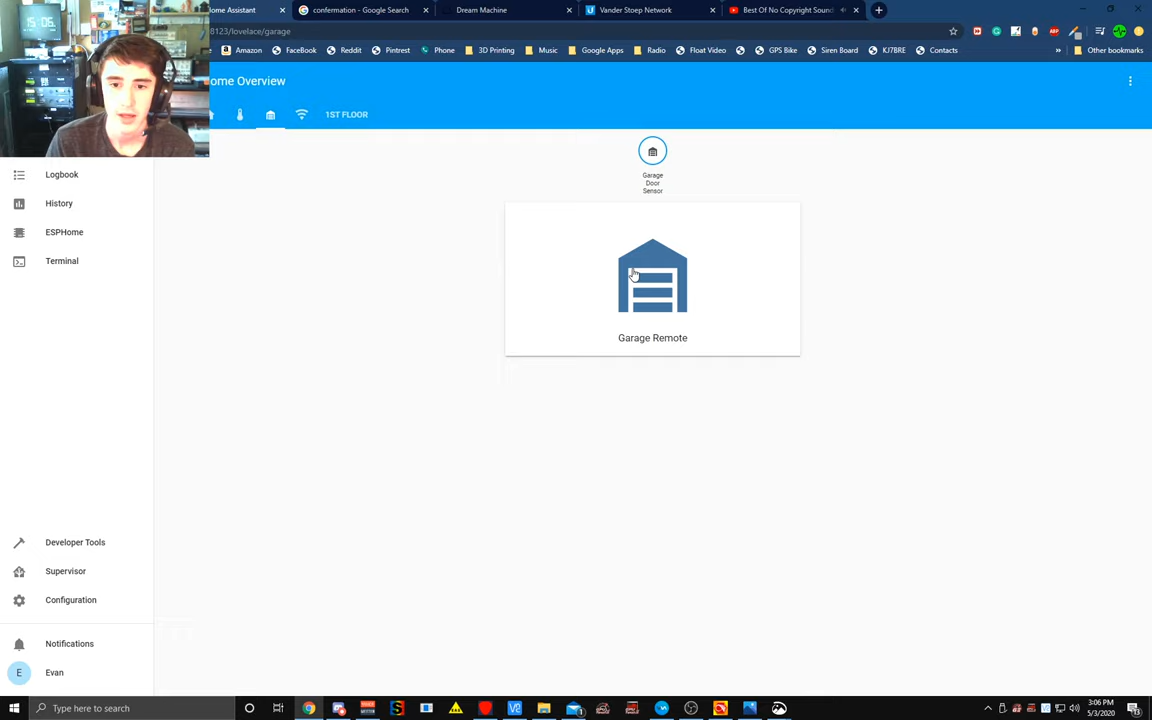 ome Assistant
confermation - Google Search
Dream Machine
Vander Stoep Network
Best Of No Copyright Sound
8123/lovelace/garage
Amazon
FaceBook
Reddit
Pintrest
Phone
3D Printing
Music
Google Apps
Radio
Float Video
GPS Bike
Siren Board
KJ7BRE
Contacts
»
Other bookmarks
ome Overview
1ST FLOOR
15:06
Garage
Door
Sensor
Logbook
History
ESPHome
Terminal
Garage Remote
Developer Tools
Supervisor
Configuration
Notifications
E
Evan
Type here to search
3:06 PM
5/3/2020